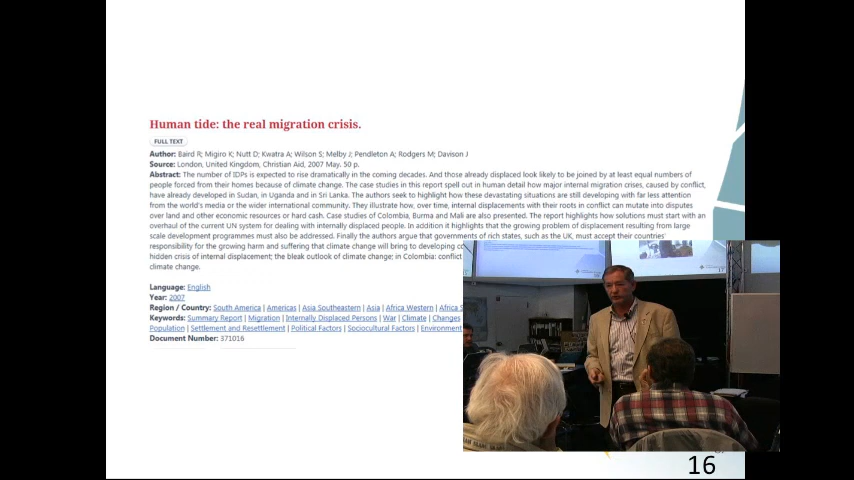 Human tide: the real migration crisis.
FULL TEXT
Author: Baird R; Migiro K; Nutt D; Kwatra A; Wilson S; Melby J; Pendleton A; Rodgers M; Davison J
Source: London, United Kingdom, Christian Aid, 2007 May. 50 p.
Abstract: The number of IDPs is expected to rise dramatically in the coming decades. And those already displaced look likely to be joined by at least equal numbers of
people forced from their homes because of climate change. The case studies in this report spell out in human detail how major internal migration crises, caused by conflict,
have already developed in Sudan, in Uganda and in Sri Lanka. The authors seek to highlight how these devastating situations are still developing with far less attention
from the world's media or the wider international community. They illustrate how, over time, internal displacements with their roots in conflict can mutate into disputes
over land and other economic resources or hard cash. Case studies of Colombia, Burma and Mali are also presented. The report highlights how solutions must start with an
overhaul of the current UN system for dealing with internally displaced people. In addition it highlights that the growing problem of displacement resulting from large
scale development programmes must also be addressed. Finally the authors argue that governments of rich states, such as the UK, must accept their countries'
responsibility for the growing harm and suffering that climate change will bring to developing co
hidden crisis of internal displacement; the bleak outlook of climate change; in Colombia: conflict
climate change.
Language: English
Year: 2007
Region / Country: South America | Americas | Asia Southeastern | Asia | Africa Western | Africa S
Keywords: Summary Report | Migration | Internally Displaced Persons | War | Climate | Changes
Population | Settlement and Resettlement | Political Factors | Sociocultural Factors | Environment
Document Number: 371016
17
16